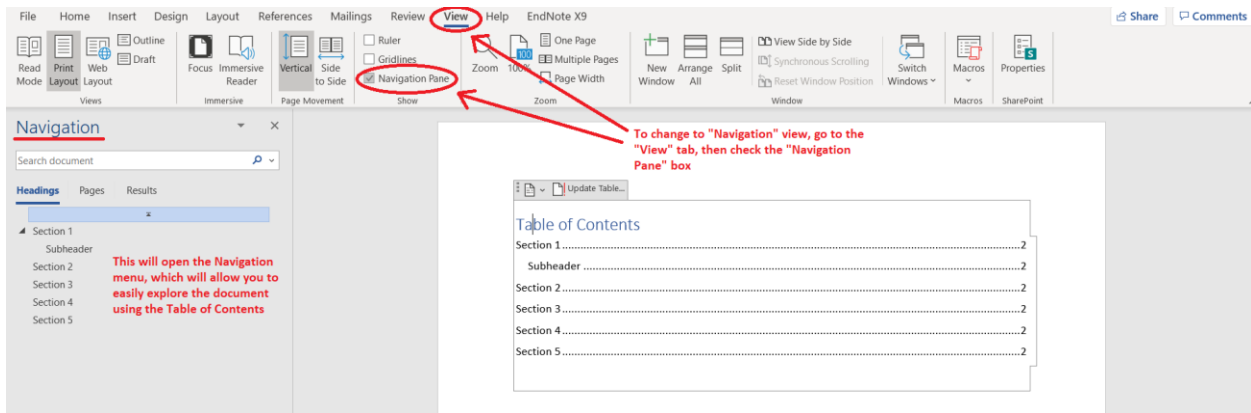 File Home Insert Design Layout References Mailings Review View Help EndNote X9 Share Comments
Read Mode
Print Layout
Web Layout
Outline
Draft
Views
Focus
Immersive Reader
Immersive
Vertical
Side to Side
Page Movement
Ruler
Gridlines
Navigation Pane
Show
Zoom
100%
One Page
Multiple Pages
Page Width
Zoom
New Window
Arrange All
Split
View Side by Side
Synchronous Scrolling
Reset Window Position
Window
Switch Windows
Macros
Macros
Properties
SharePoint
Navigation
Search document
Headings Pages Results
Section 1
Subheader
Section 2
Section 3
Section 4
Section 5
This will open the Navigation
menu, which will allow you to
easily explore the document
using the Table of Contents
To change to "Navigation" view, go to the
"View" tab, then check the "Navigation
Pane" box
Update Table...
Table of Contents
Section 1....................2
Subheader....................2
Section 2....................2
Section 3....................2
Section 4....................2
Section 5....................2